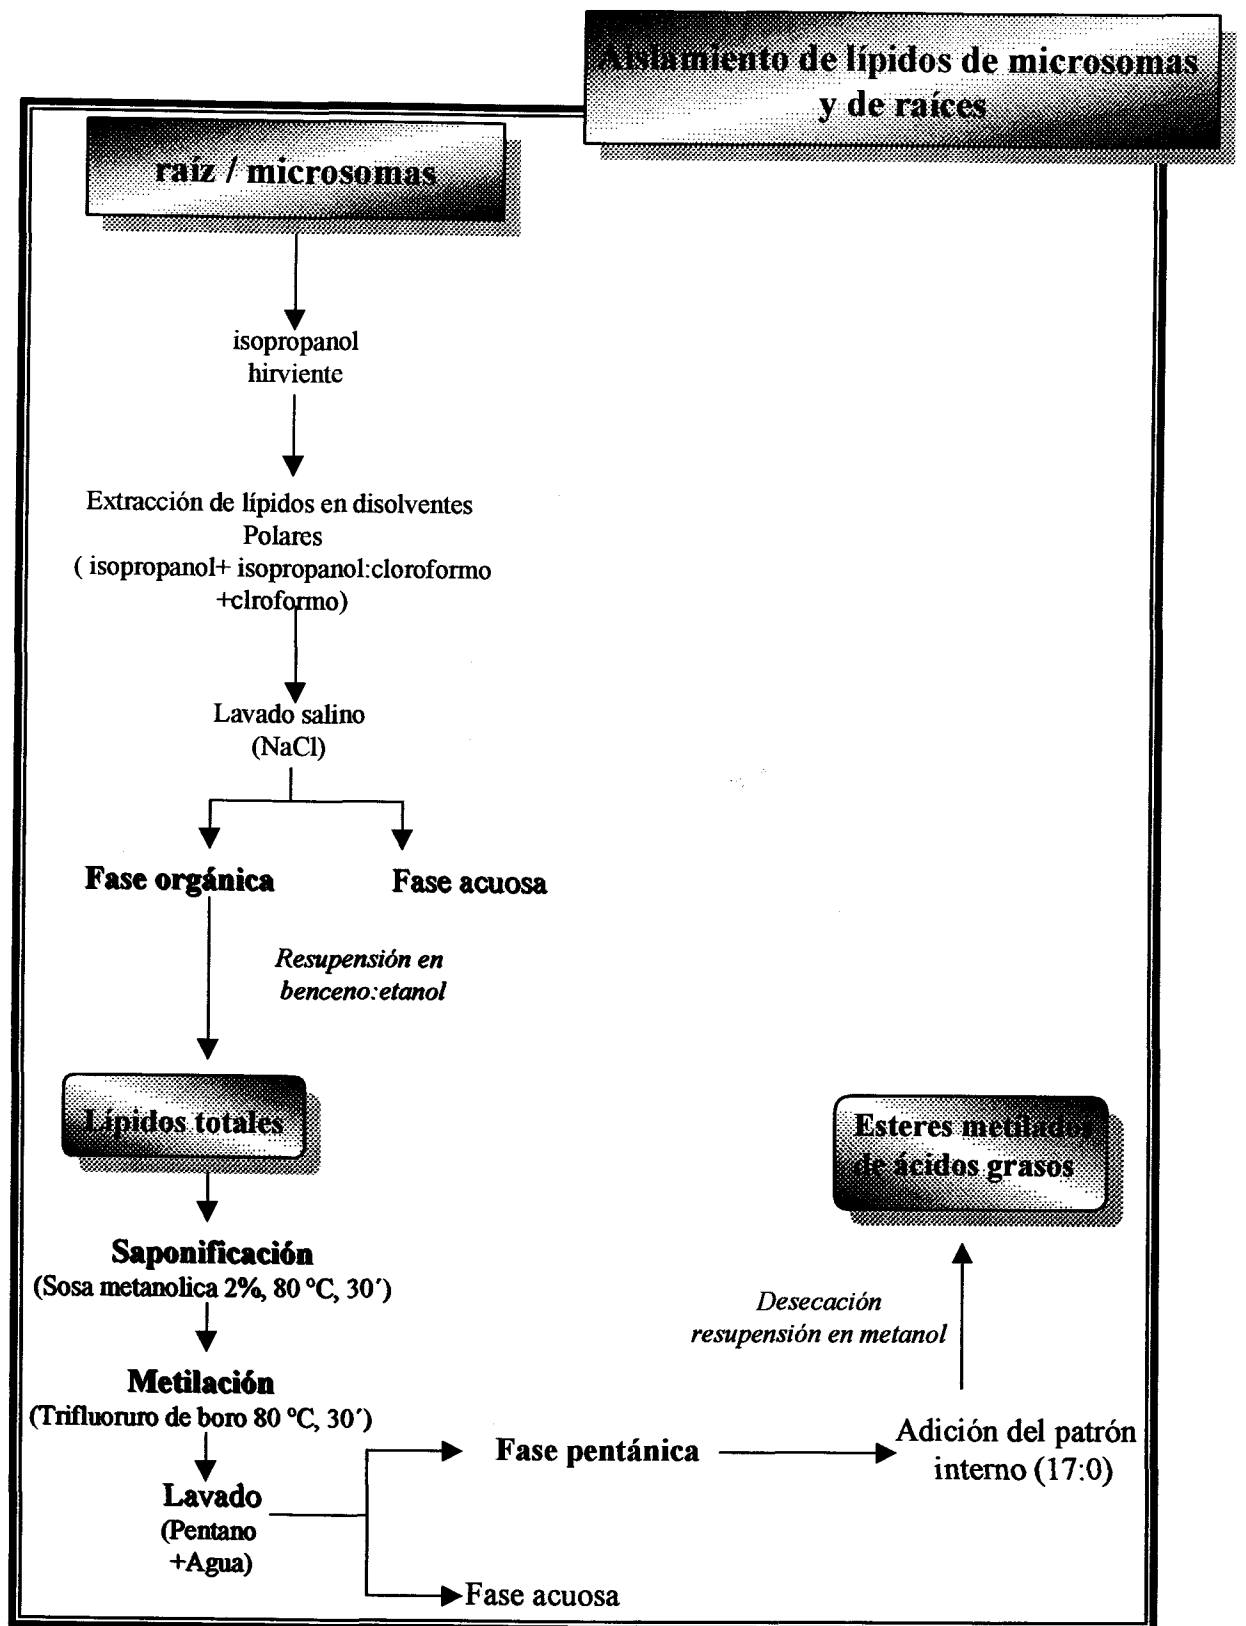 Aislamiento de lípidos de microsomas
y de raíces
raíz / microsomas
isopropanol
hirviente
Extracción de lípidos en disolventes
Polares
( isopropanol+ isopropanol:cloroformo
+clroformo)
Lavado salino
(NaCl)
Fase orgánica
Fase acuosa
Resupensión en
benceno:etanol
Lípidos totales
Saponificación
(Sosa metanolica 2%, 80 ºC, 30´)
Metilación
(Trifluoruro de boro 80 ºC, 30´)
Lavado
(Pentano
+Agua)
Fase pentánica
Fase acuosa
Adición del patrón
interno (17:0)
Desecación
resupensión en metanol
Esteres metilados
de ácidos grasos